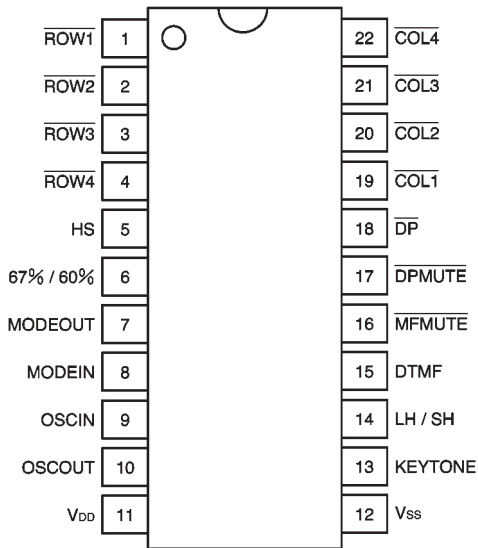 ROW1 1 22 COL4
ROW2 2 21 COL3
ROW3 3 20 COL2
ROW4 4 19 COL1
HS 5 18 DP
67% / 60% 6 17 DPMUTE
MODEOUT 7 16 MFMUTE
MODEIN 8 15 DTMF
OSCIN 9 14 LH / SH
OSCOUT 10 13 KEYTONE
VDD 11 12 VSS